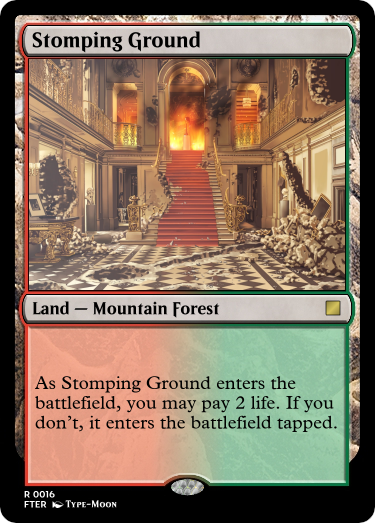 Stomping Ground
Land — Mountain Forest
As Stomping Ground enters the
battlefield, you may pay 2 life. If you
don't, it enters the battlefield tapped.
R 0016
FTER Type-Moon